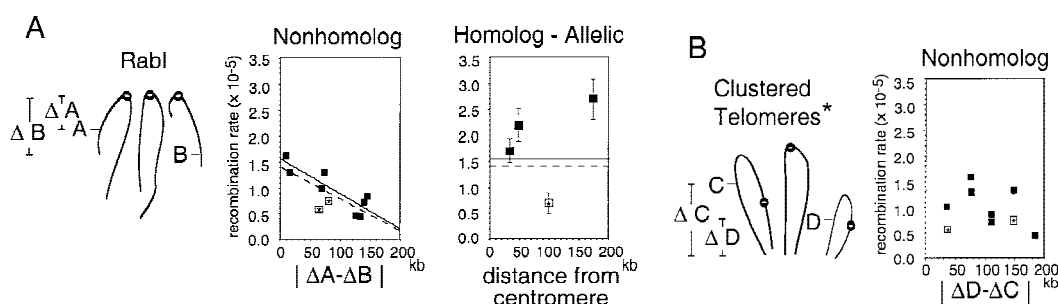 A
Rabl
Δ A
Δ B
A
B
Nonhomolog
recombination rate (x 10-5)
3.5
3.0
2.5
2.0
1.5
1.0
0.5
0.0
0 50 100 150 200
kb
| ΔA-ΔB |
Homolog - Allelic
3.5
3.0
2.5
2.0
1.5
1.0
0.5
0.0
0 50 100 150 200
kb
distance from
centromere
B
Clustered
Telomeres*
C
Δ C
Δ D
D
Nonhomolog
recombination rate (x 10-5)
3.5
3.0
2.5
2.0
1.5
1.0
0.5
0.0
0 50 100 150 200
kb
| ΔD-ΔC |